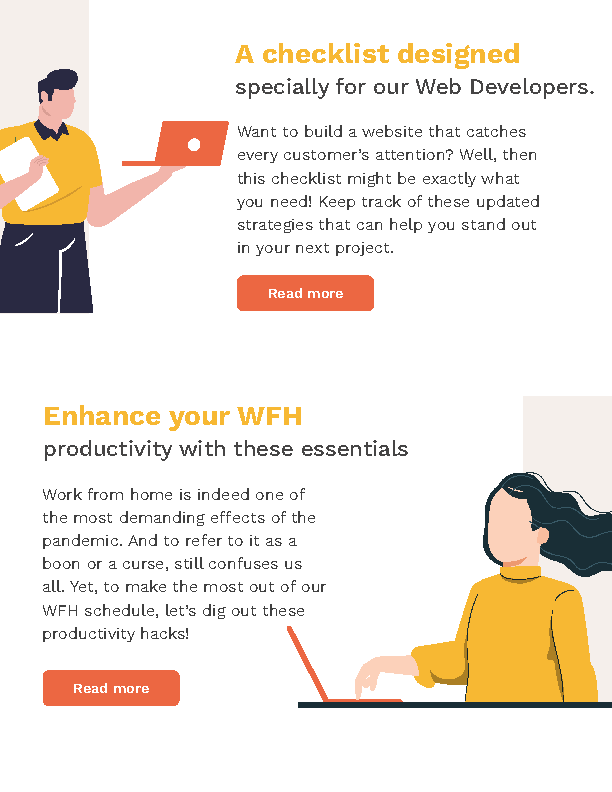 A checklist designed
specially for our Web Developers.
Want to build a website that catches
every customer's attention? Well, then
this checklist might be exactly what
you need! Keep track of these updated
strategies that can help you stand out
in your next project.
Read more
Enhance your WFH
productivity with these essentials
Work from home is indeed one of
the most demanding effects of the
pandemic. And to refer to it as a
boon or a curse, still confuses us
all. Yet, to make the most out of our
WFH schedule, let's dig out these
productivity hacks!
Read more